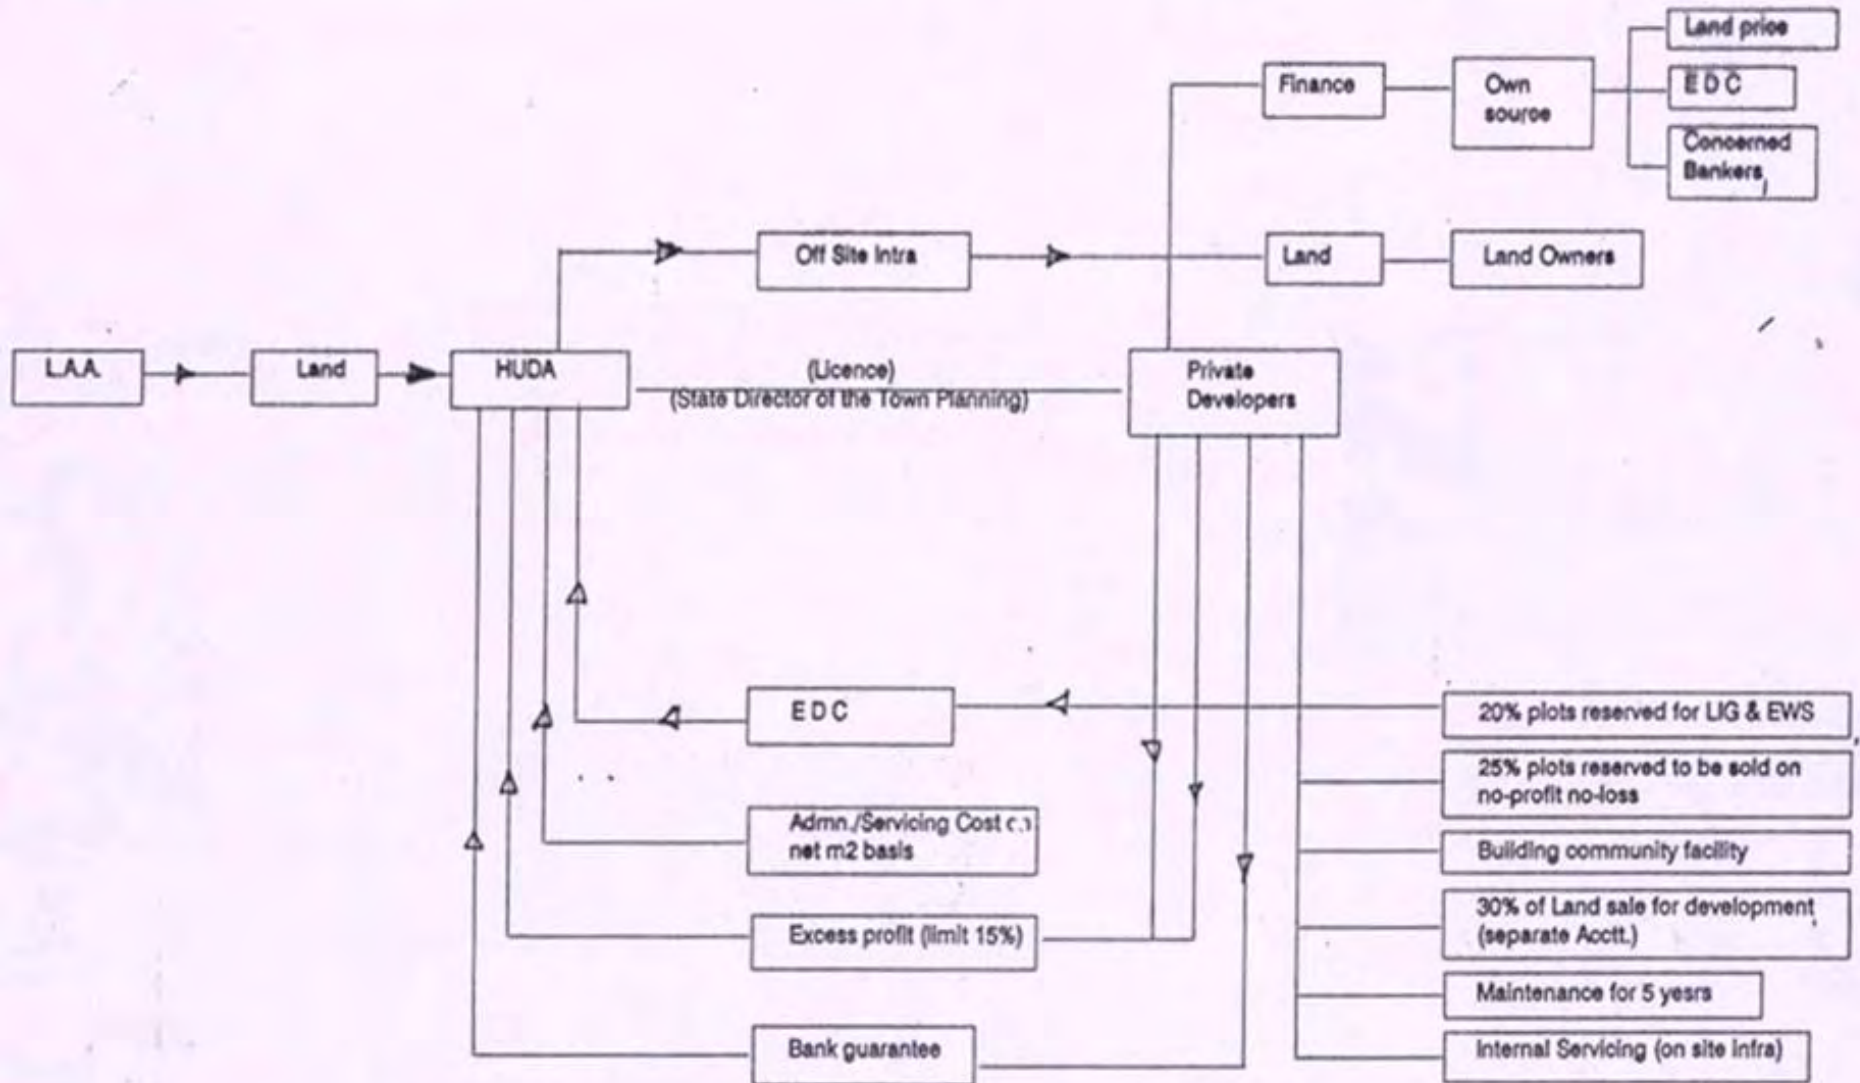 Land price
Finance
Own
source
E D C
Concerned
Bankers
Off Site Intra
Land
Land Owners
L.A.A.
Land
HUDA
(Licence)
(State Director of the Town Planning)
Private
Developers
E D C
20% plots reserved for LIG & EWS
25% plots reserved to be sold on
no-profit no-loss
Admn./Servicing Cost on
net m2 basis
Building community facility
Excess profit (limit 15%)
30% of Land sale for development
(separate Acctt.)
Maintenance for 5 yesrs
Bank guarantee
Internal Servicing (on site infra)